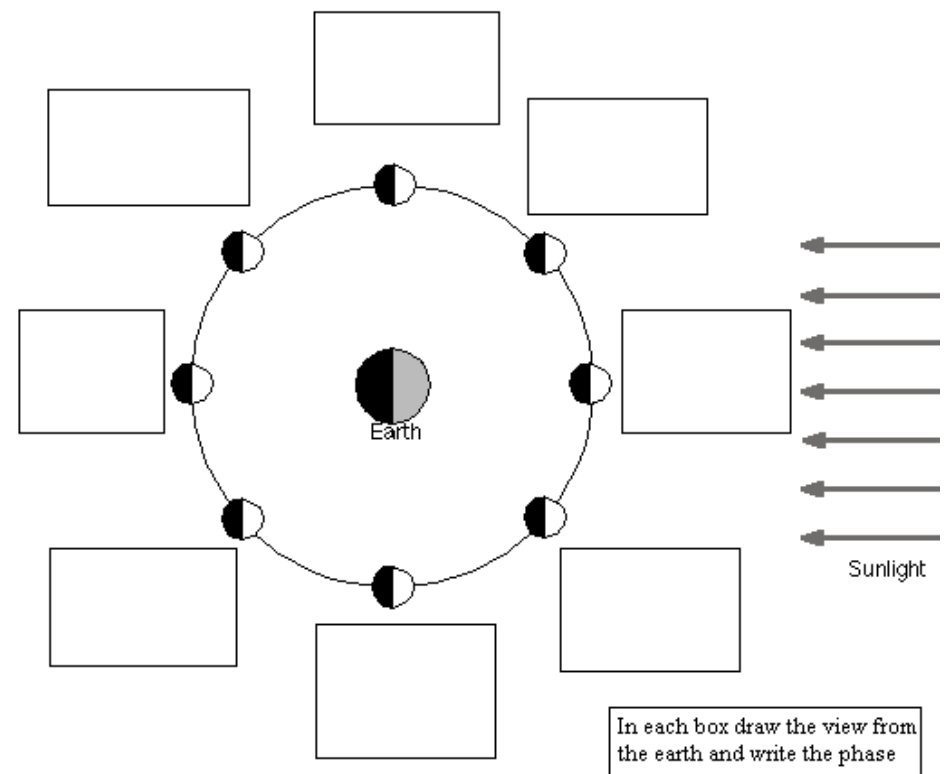 Earth
Sunlight
In each box draw the view from
the earth and write the phase